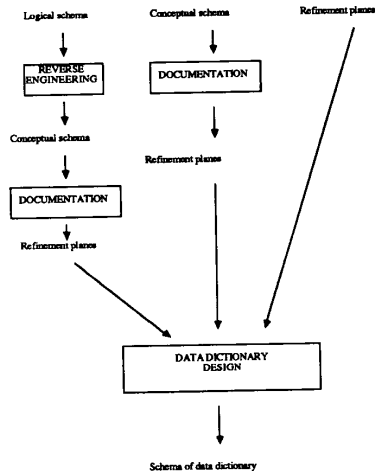 Logical schema
Conceptual schema
Refinement planes
REVERSE
ENGINEERING
DOCUMENTATION
Conceptual schema
Refinement planes
DOCUMENTATION
Refinement planes
DATA DICTIONARY
DESIGN
Schema of data dictionary